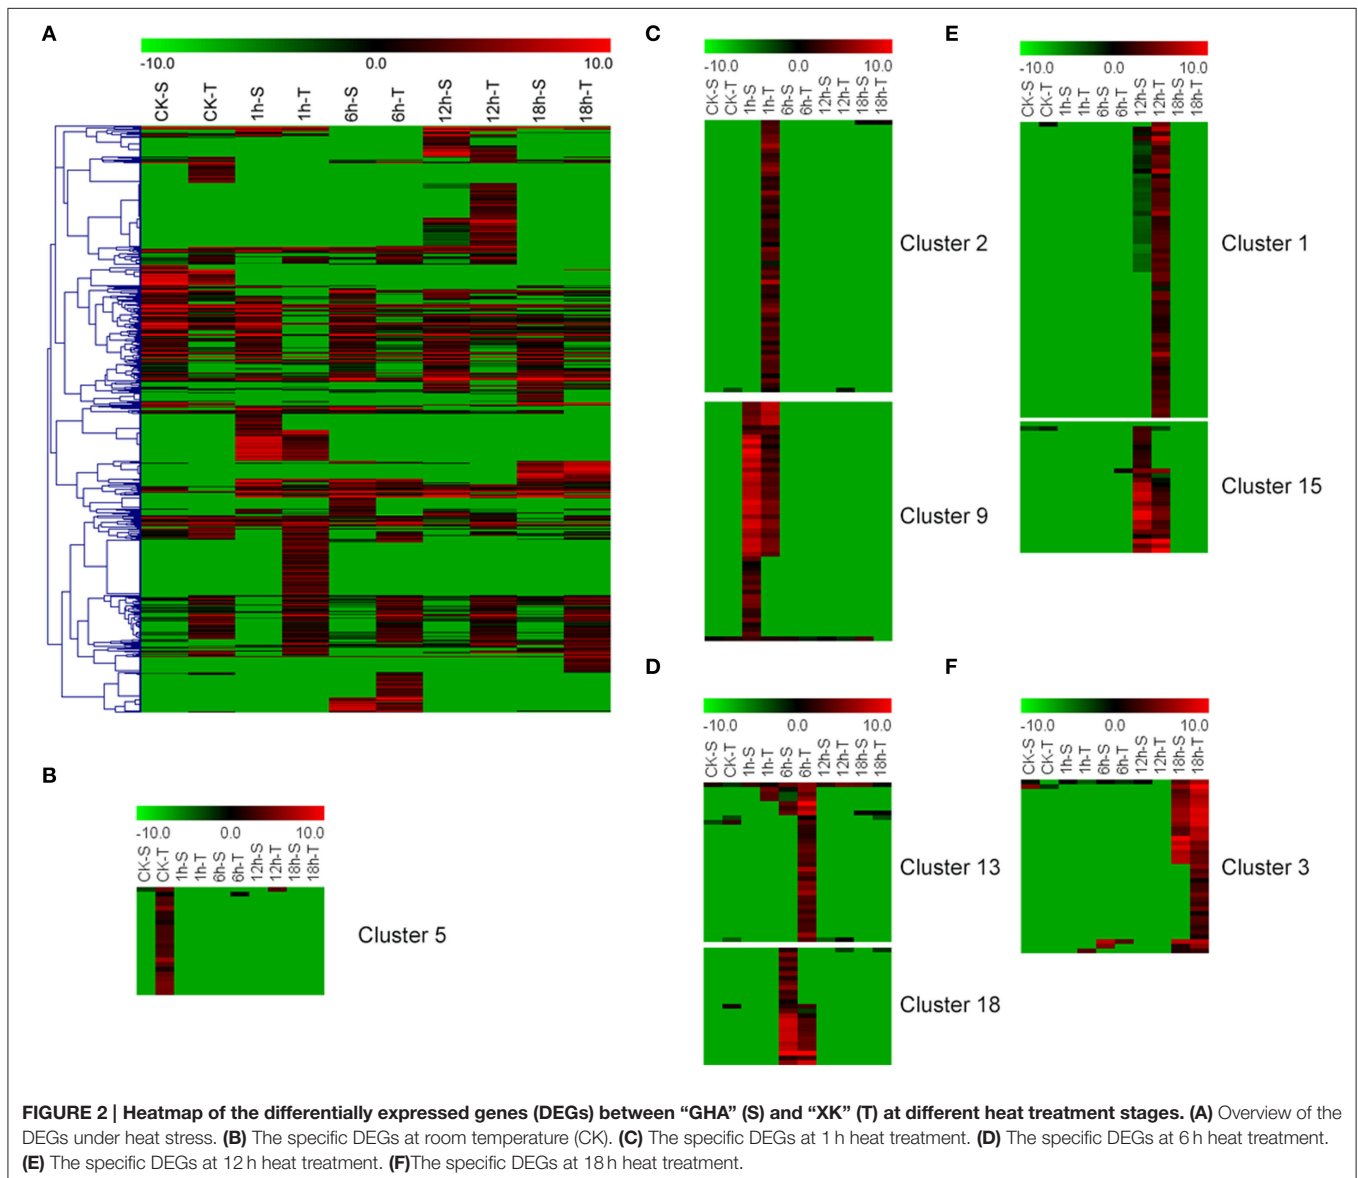 A
-10.0 0.0 10.0
CK-S CK-T 1h-S 1h-T 6h-S 6h-T 12h-S 12h-T 18h-S 18h-T
B
-10.0 0.0 10.0
CK-S CK-T 1h-S 1h-T 6h-S 6h-T 12h-S 12h-T 18h-S 18h-T
Cluster 5
C
-10.0 0.0 10.0
CK-S CK-T 1h-S 1h-T 6h-S 6h-T 12h-S 12h-T 18h-S 18h-T
Cluster 2
Cluster 9
D
-10.0 0.0 10.0
CK-S CK-T 1h-S 1h-T 6h-S 6h-T 12h-S 12h-T 18h-S 18h-T
Cluster 13
Cluster 18
E
-10.0 0.0 10.0
CK-S CK-T 1h-S 1h-T 6h-S 6h-T 12h-S 12h-T 18h-S 18h-T
Cluster 1
Cluster 15
F
-10.0 0.0 10.0
CK-S CK-T 1h-S 1h-T 6h-S 6h-T 12h-S 12h-T 18h-S 18h-T
Cluster 3
FIGURE 2 | Heatmap of the differentially expressed genes (DEGs) between “GHA” (S) and “XK” (T) at different heat treatment stages. (A) Overview of the
DEGs under heat stress. (B) The specific DEGs at room temperature (CK). (C) The specific DEGs at 1 h heat treatment. (D) The specific DEGs at 6 h heat treatment.
(E) The specific DEGs at 12 h heat treatment. (F)The specific DEGs at 18 h heat treatment.